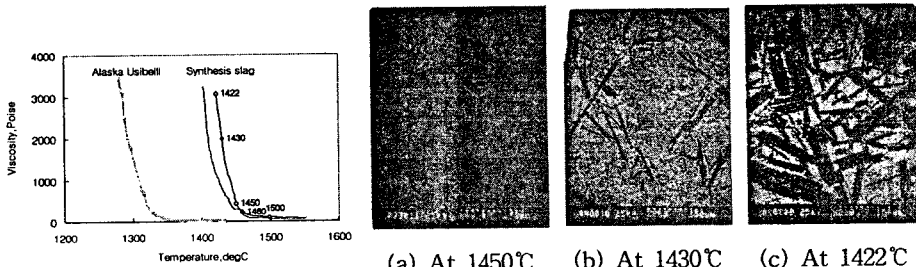 4000
Alaska Usibelli
Synthesis slag
3000
1422
2000
1430
1000
1450
1460
1500
0
1200
1300
1400
1500
1600
Viscosity,Poise
Temperature,degC
(a) At 1450℃
(b) At 1430℃
(c) At 1422℃